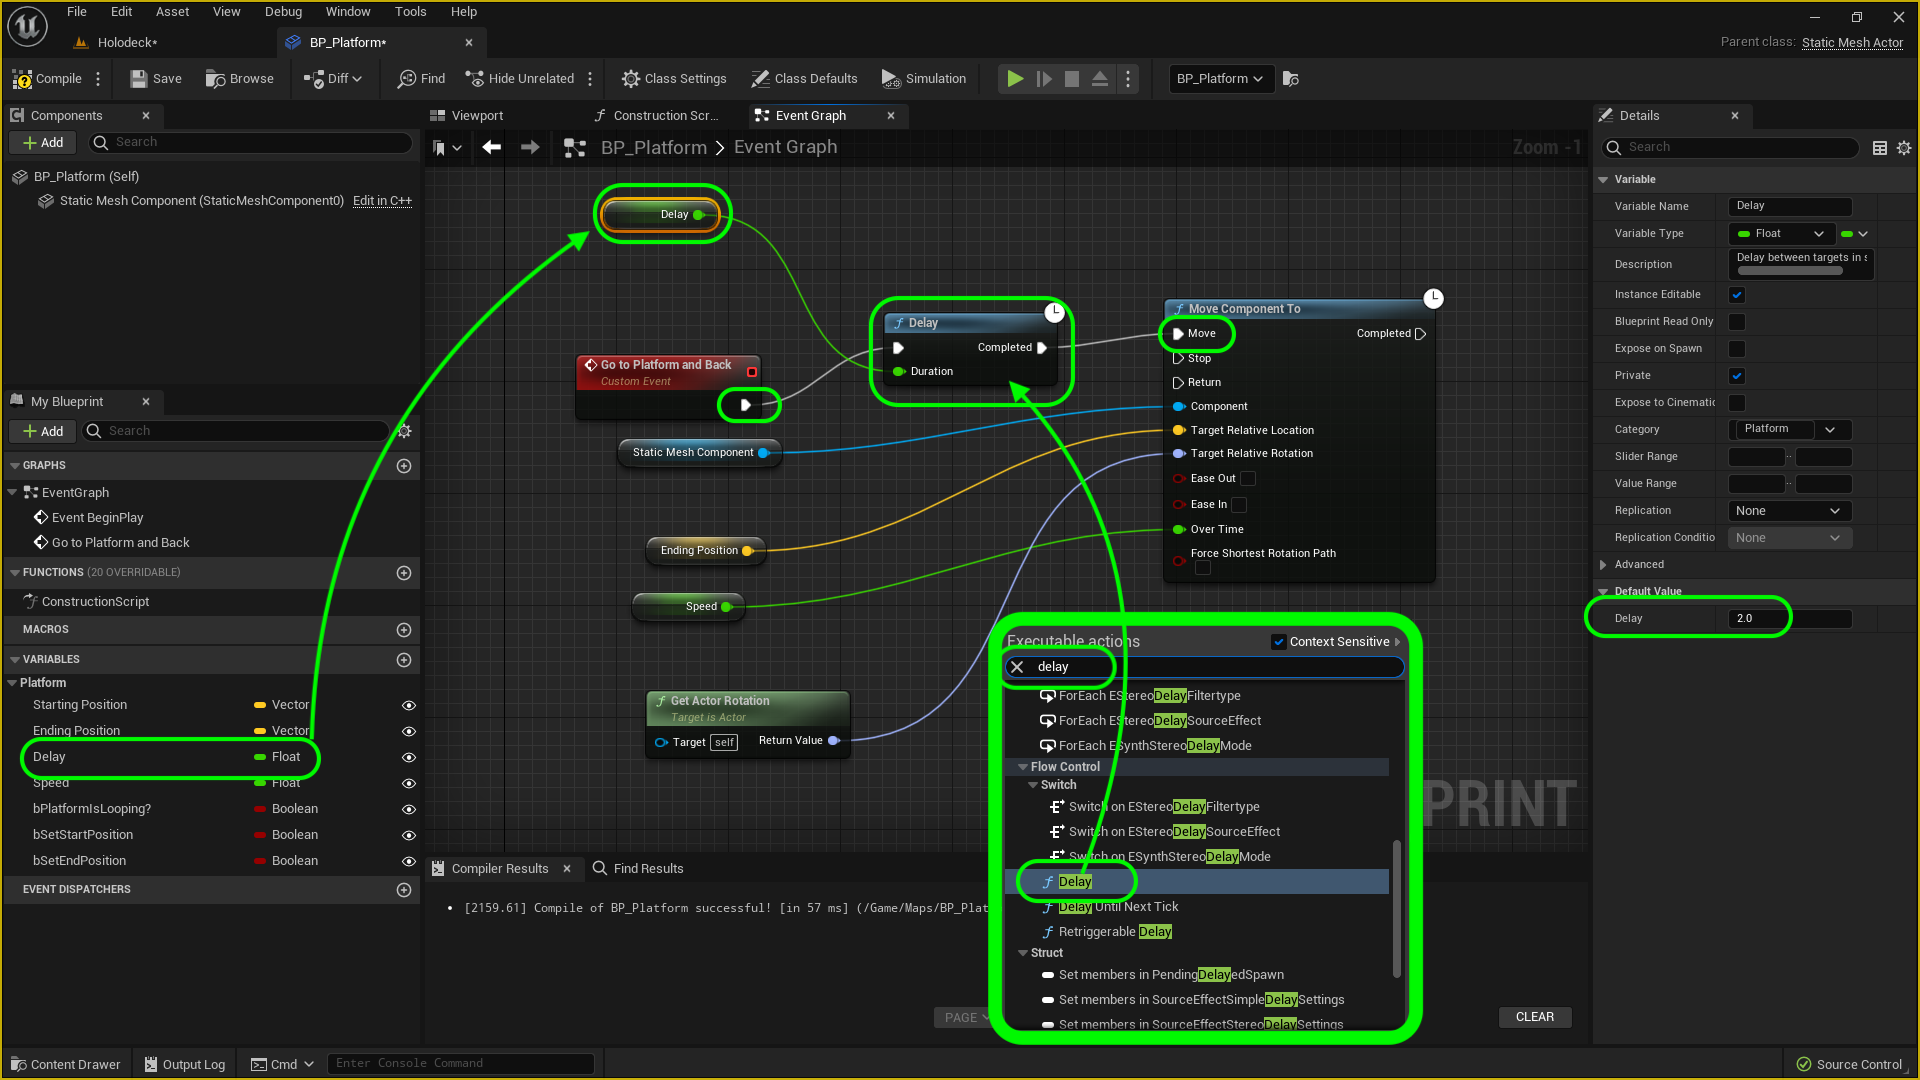 File Edit Asset View Debug Window Tools Help
Holodeck*
BP_Platform*
Parent class: Static Mesh Actor
Compile
Save
Browse
Diff
Find
Hide Unrelated
Class Settings
Class Defaults
Simulation
BP_Platform
Components
Add
Search
BP_Platform (Self)
Static Mesh Component (StaticMeshComponent0) Edit in C++
My Blueprint
Add
Search
GRAPHS
EventGraph
Event BeginPlay
Go to Platform and Back
FUNCTIONS (20 OVERRIDABLE)
ConstructionScript
MACROS
VARIABLES
Platform
Starting Position Vector
Ending Position Vector
Delay Float
Speed Float
bPlatformIsLooping? Boolean
bSetStartPosition Boolean
bSetEndPosition Boolean
EVENT DISPATCHERS
Viewport
Construction Scr...
Event Graph
BP_Platform > Event Graph
Zoom -1
Delay
Go to Platform and Back
Custom Event
Delay
Completed
Duration
Static Mesh Component
Ending Position
Speed
Get Actor Rotation
Target is Actor
Target self Return Value
Move Component To
Move Completed
Stop
Return
Component
Target Relative Location
Target Relative Rotation
Ease Out
Ease In
Over Time
Force Shortest Rotation Path
PRINT
Executable actions
Context Sensitive
delay
ForEach EStereoDelayFiltertype
ForEach EStereoDelaySourceEffect
ForEach ESynthStereoDelayMode
Flow Control
Switch
Switch on EStereoDelayFiltertype
Switch on EStereoDelaySourceEffect
Switch on ESynthStereoDelayMode
Delay
Delay Until Next Tick
Retriggerable Delay
Struct
Set members in PendingDelayedSpawn
Set members in SourceEffectSimpleDelaySettings
Set members in SourceEffectStereoDelaySettings
Compiler Results
Find Results
[2159.61] Compile of BP_Platform successful! [in 57 ms] (/Game/Maps/BP_Plat
PAGE
CLEAR
Details
Search
Variable
Variable Name Delay
Variable Type Float
Description Delay between targets in s
Instance Editable
Blueprint Read Only
Expose on Spawn
Private
Expose to Cinematic
Category Platform
Slider Range
Value Range
Replication None
Replication Conditio None
Advanced
Default Value
Delay 2.0
Content Drawer
Output Log
Cmd
Enter Console Command
Source Control